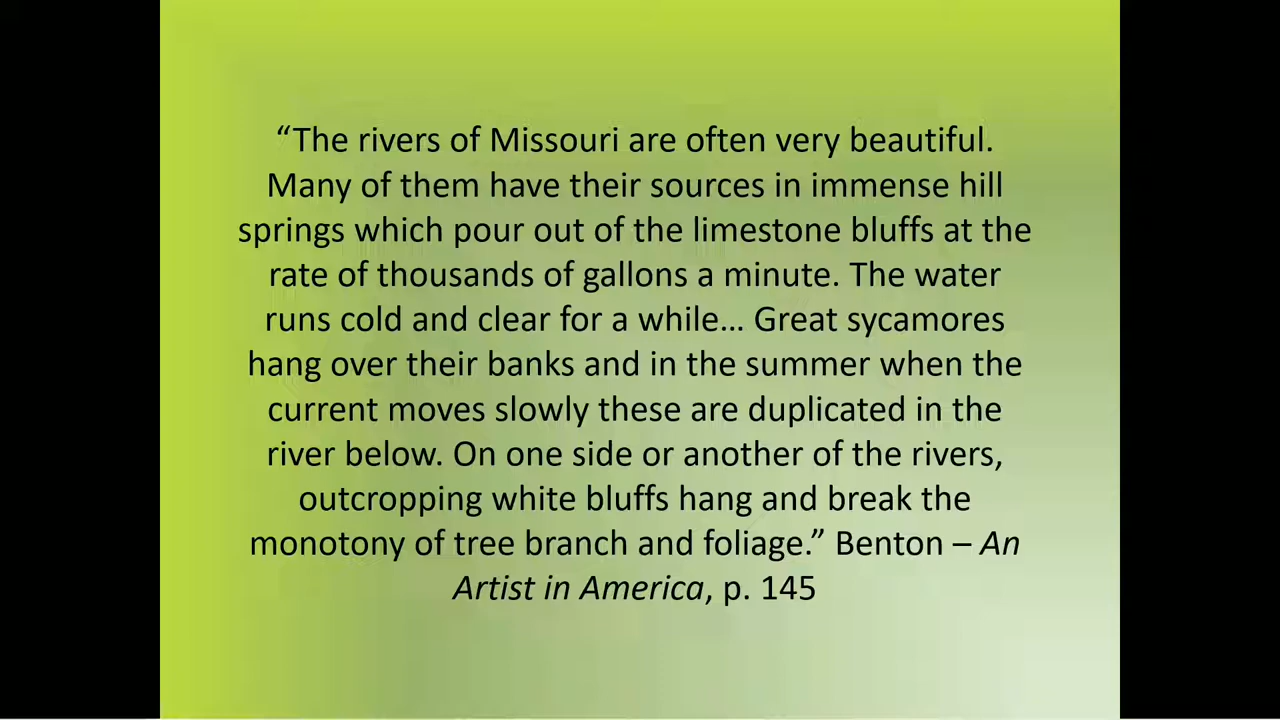 “The rivers of Missouri are often very beautiful.
Many of them have their sources in immense hill
springs which pour out of the limestone bluffs at the
rate of thousands of gallons a minute. The water
runs cold and clear for a while... Great sycamores
hang over their banks and in the summer when the
current moves slowly these are duplicated in the
river below. On one side or another of the rivers,
outcropping white bluffs hang and break the
monotony of tree branch and foliage.” Benton – An
Artist in America, p. 145